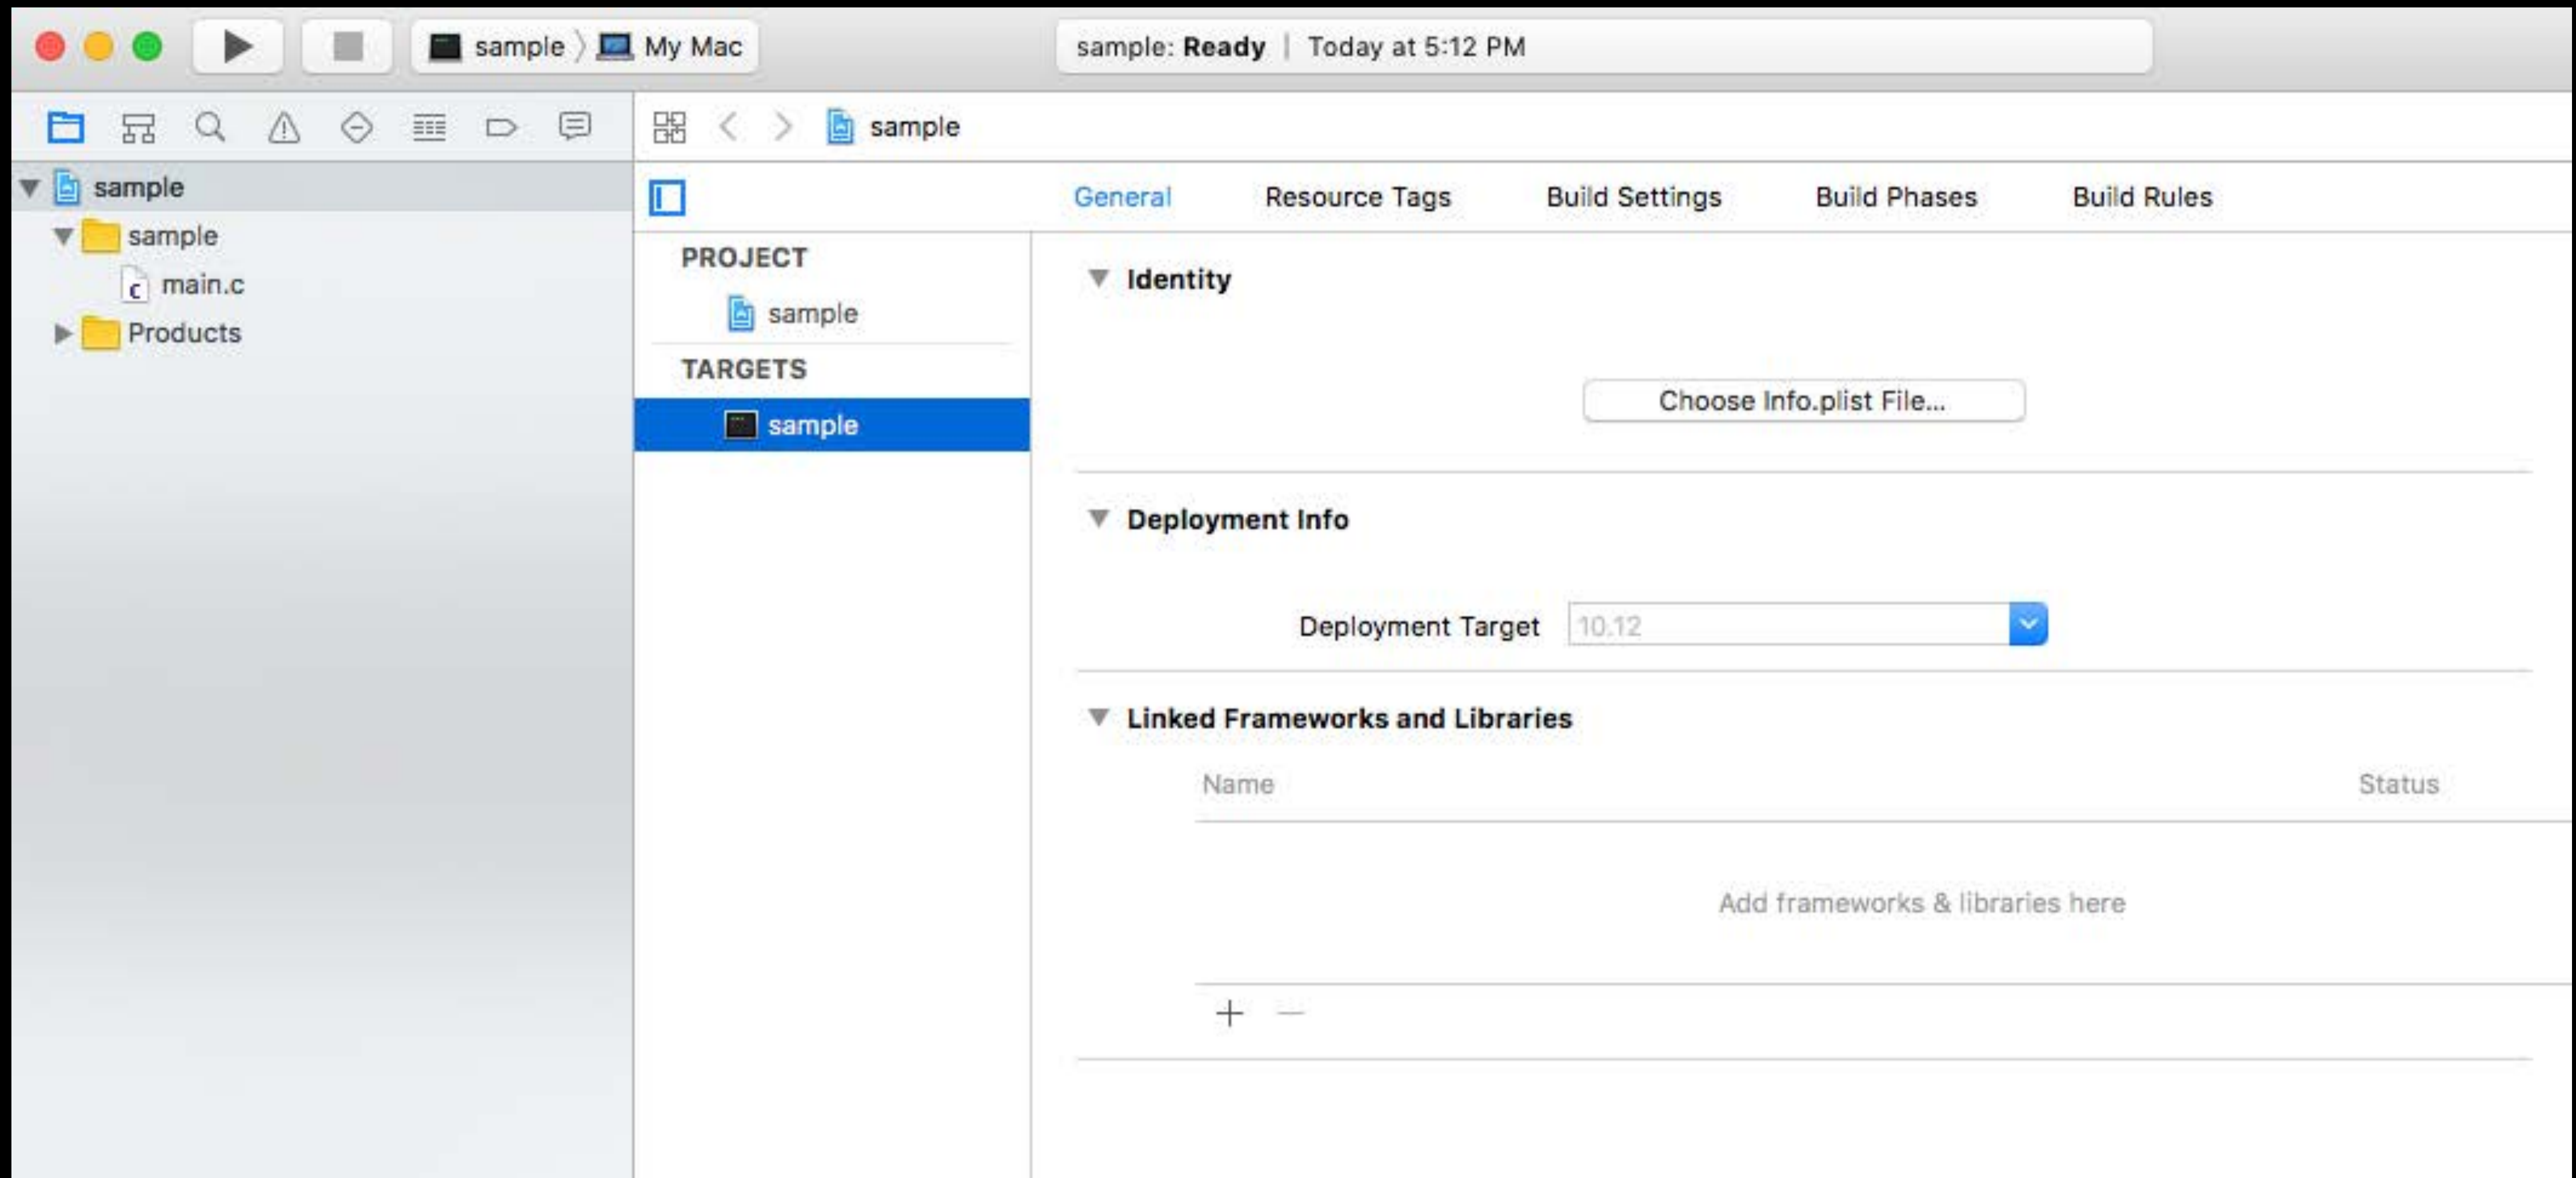 sample 〉 My Mac
sample: Ready | Today at 5:12 PM
sample
sample
sample
main.c
Products
General Resource Tags Build Settings Build Phases Build Rules
PROJECT
sample
TARGETS
sample
Identity
Choose Info.plist File...
Deployment Info
Deployment Target 10.12
Linked Frameworks and Libraries
Name Status
Add frameworks & libraries here
+ −